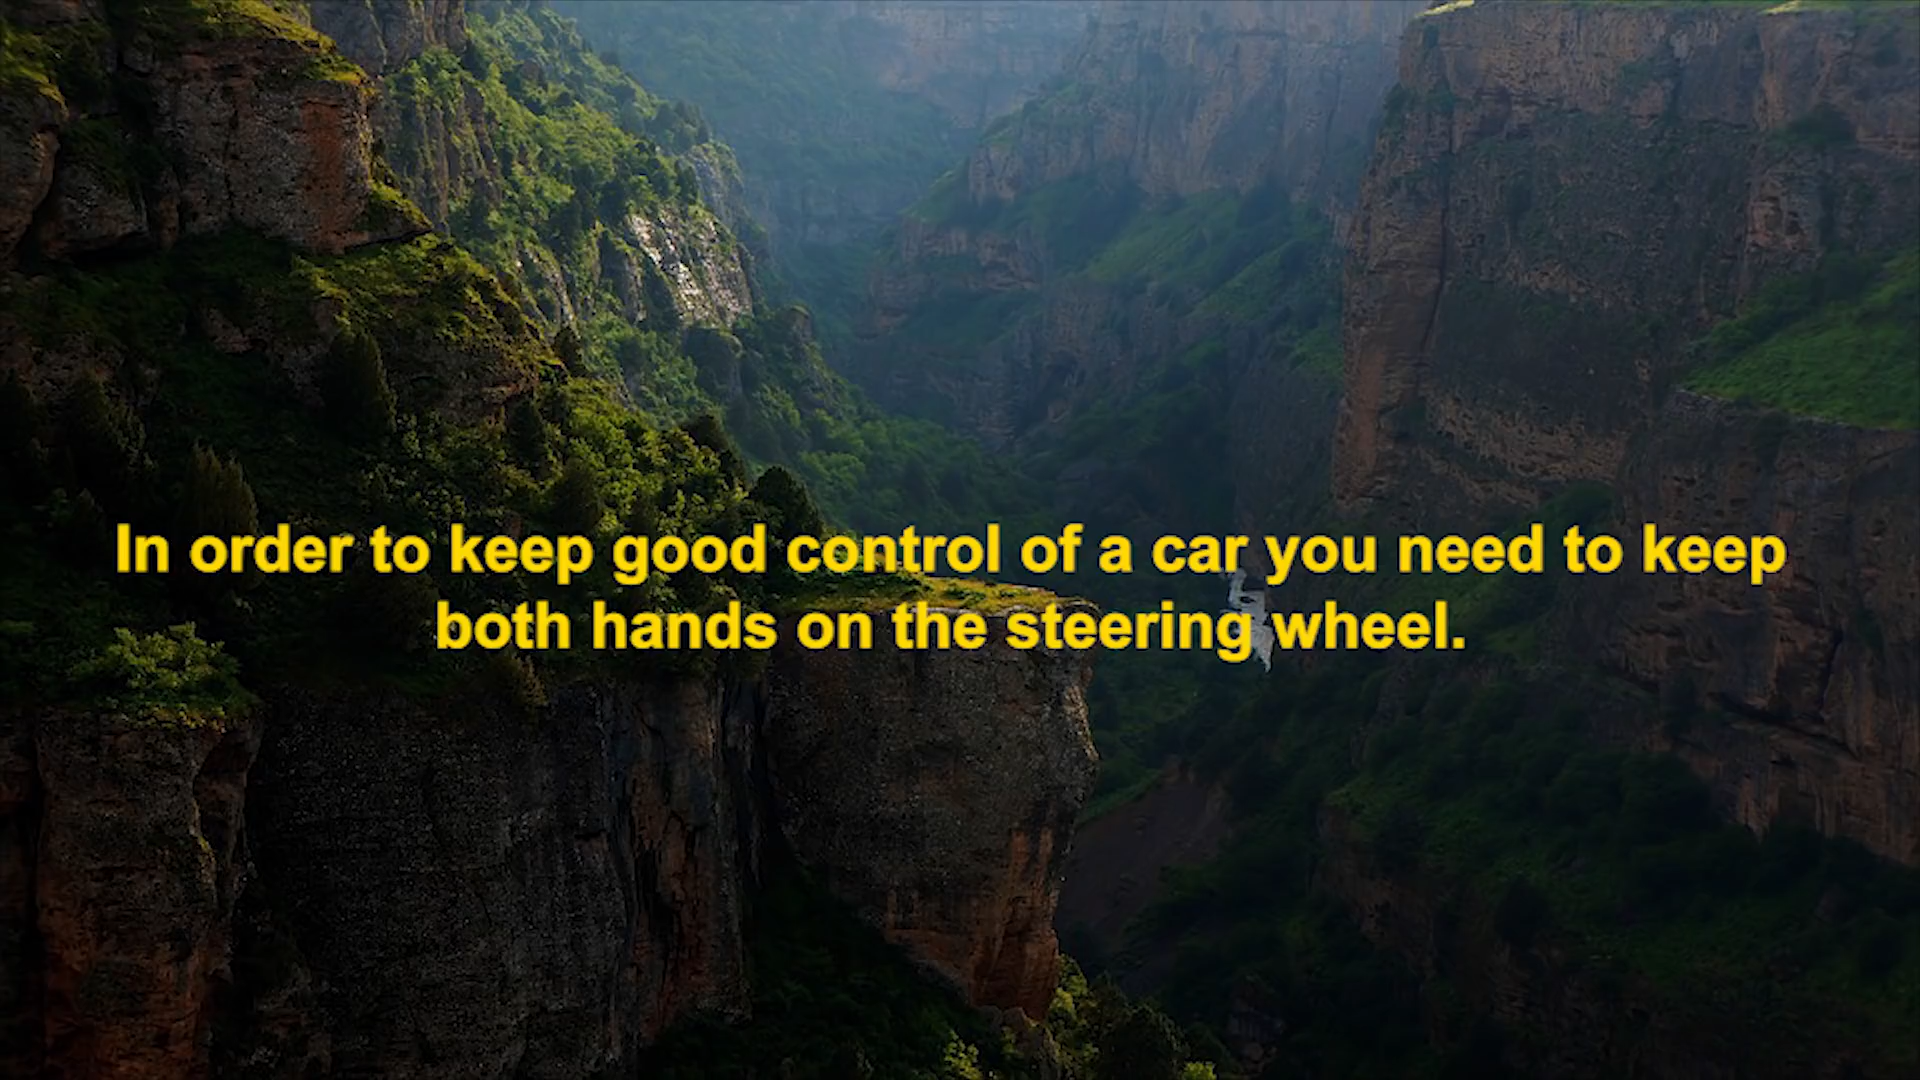 In order to keep good control of a car you need to keep
both hands on the steering wheel.